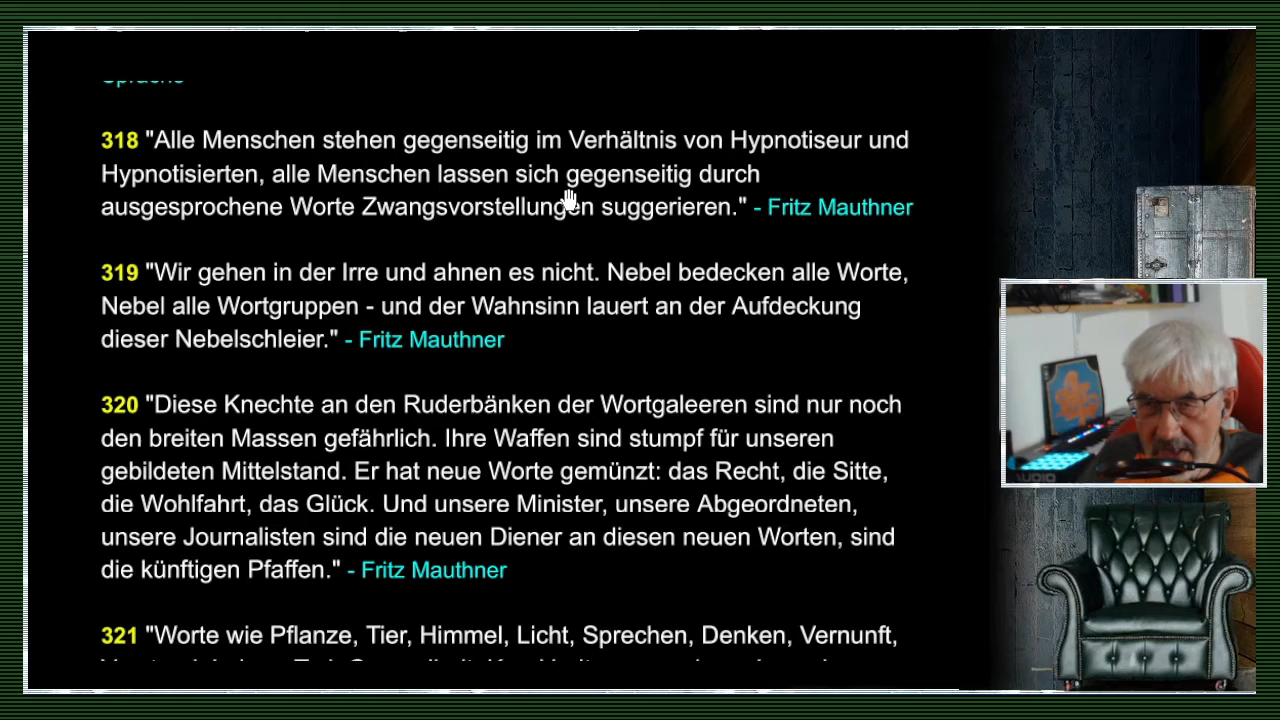 Sprache
318 "Alle Menschen stehen gegenseitig im Verhältnis von Hypnotiseur und
Hypnotisierten, alle Menschen lassen sich gegenseitig durch
ausgesprochene Worte Zwangsvorstellungen suggerieren." - Fritz Mauthner
319 "Wir gehen in der Irre und ahnen es nicht. Nebel bedecken alle Worte,
Nebel alle Wortgruppen - und der Wahnsinn lauert an der Aufdeckung
dieser Nebelschleier." - Fritz Mauthner
320 "Diese Knechte an den Ruderbänken der Wortgaleeren sind nur noch
den breiten Massen gefährlich. Ihre Waffen sind stumpf für unseren
gebildeten Mittelstand. Er hat neue Worte gemünzt: das Recht, die Sitte,
die Wohlfahrt, das Glück. Und unsere Minister, unsere Abgeordneten,
unsere Journalisten sind die neuen Diener an diesen neuen Worten, sind
die künftigen Pfaffen." - Fritz Mauthner
321 "Worte wie Pflanze, Tier, Himmel, Licht, Sprechen, Denken, Vernunft,
AUDIO